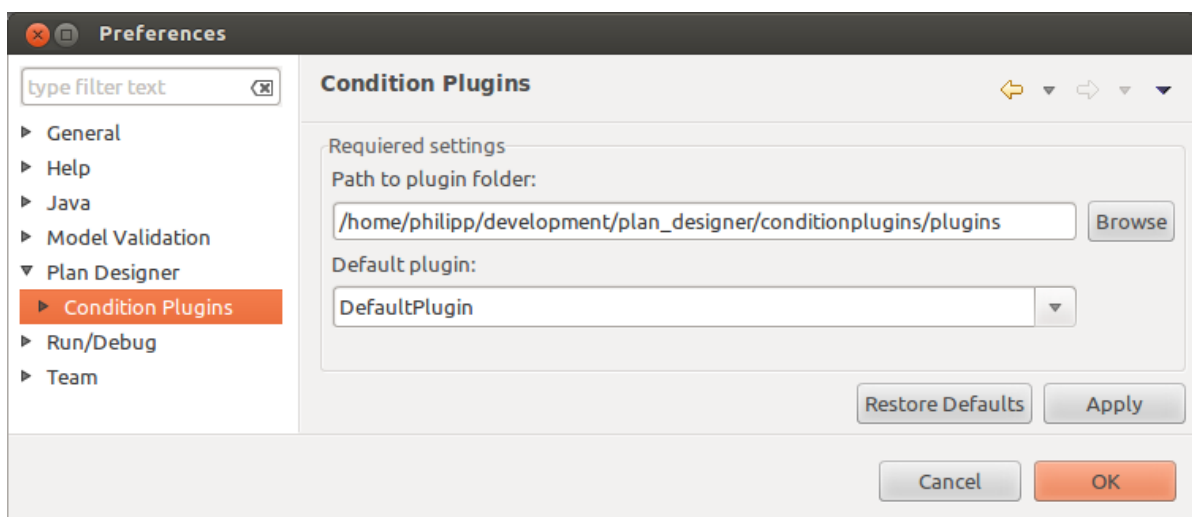 Preferences
type filter text
General
Help
Java
Model Validation
Plan Designer
Condition Plugins
Run/Debug
Team
Condition Plugins
Requiered settings
Path to plugin folder:
/home/philipp/development/plan_designer/conditionplugins/plugins
Browse
Default plugin:
DefaultPlugin
Restore Defaults
Apply
Cancel
OK